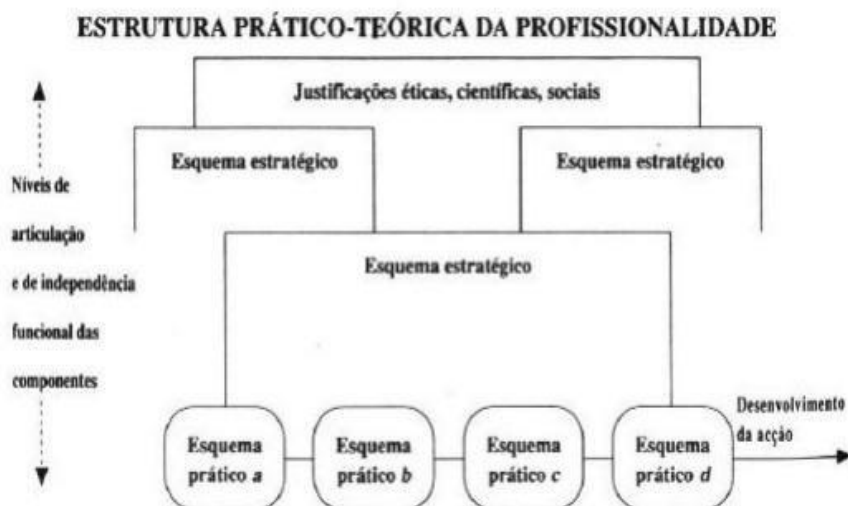 ESTRUTURA PRÁTICO-TEÓRICA DA PROFISSIONALIDADE
Justificações éticas, científicas, sociais
Esquema estratégico
Esquema estratégico
Níveis de
articulação
e de independência
funcional das
componentes
Esquema estratégico
Esquema
prático a
Esquema
prático b
Esquema
prático c
Esquema
prático d
Desenvolvimento
da acção